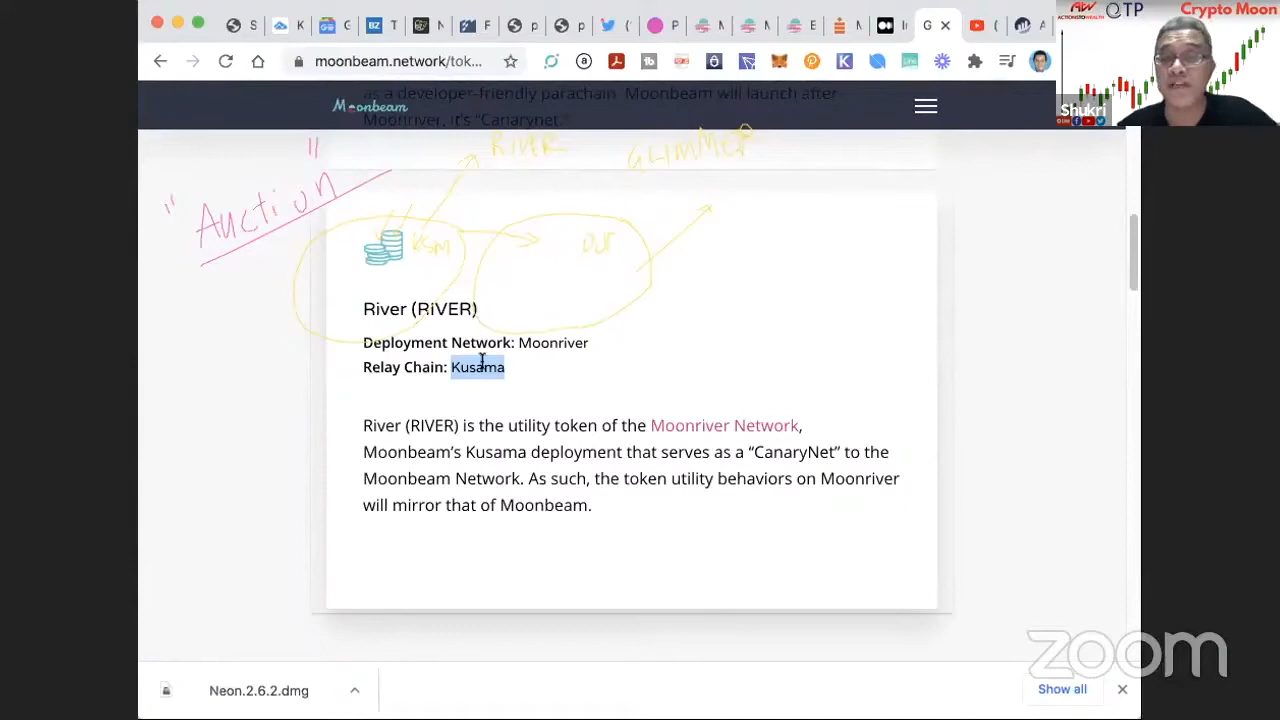 Crypto Moon
ACTIONSTOWEALTH
OTP
moonbeam.network/tok...
Shukri
Moonbeam
as a developer-friendly parachain. Moonbeam will launch after
Moonriver, it's "Canarynet."
RIVER
GLIMMER
" Auction "
KSM
River (RiVER)
Deployment Network: Moonriver
Relay Chain: Kusama
River (RIVER) is the utility token of the Moonriver Network,
Moonbeam's Kusama deployment that serves as a "CanaryNet" to the
Moonbeam Network. As such, the token utility behaviors on Moonriver
will mirror that of Moonbeam.
zoom
Neon.2.6.2.dmg
Show all